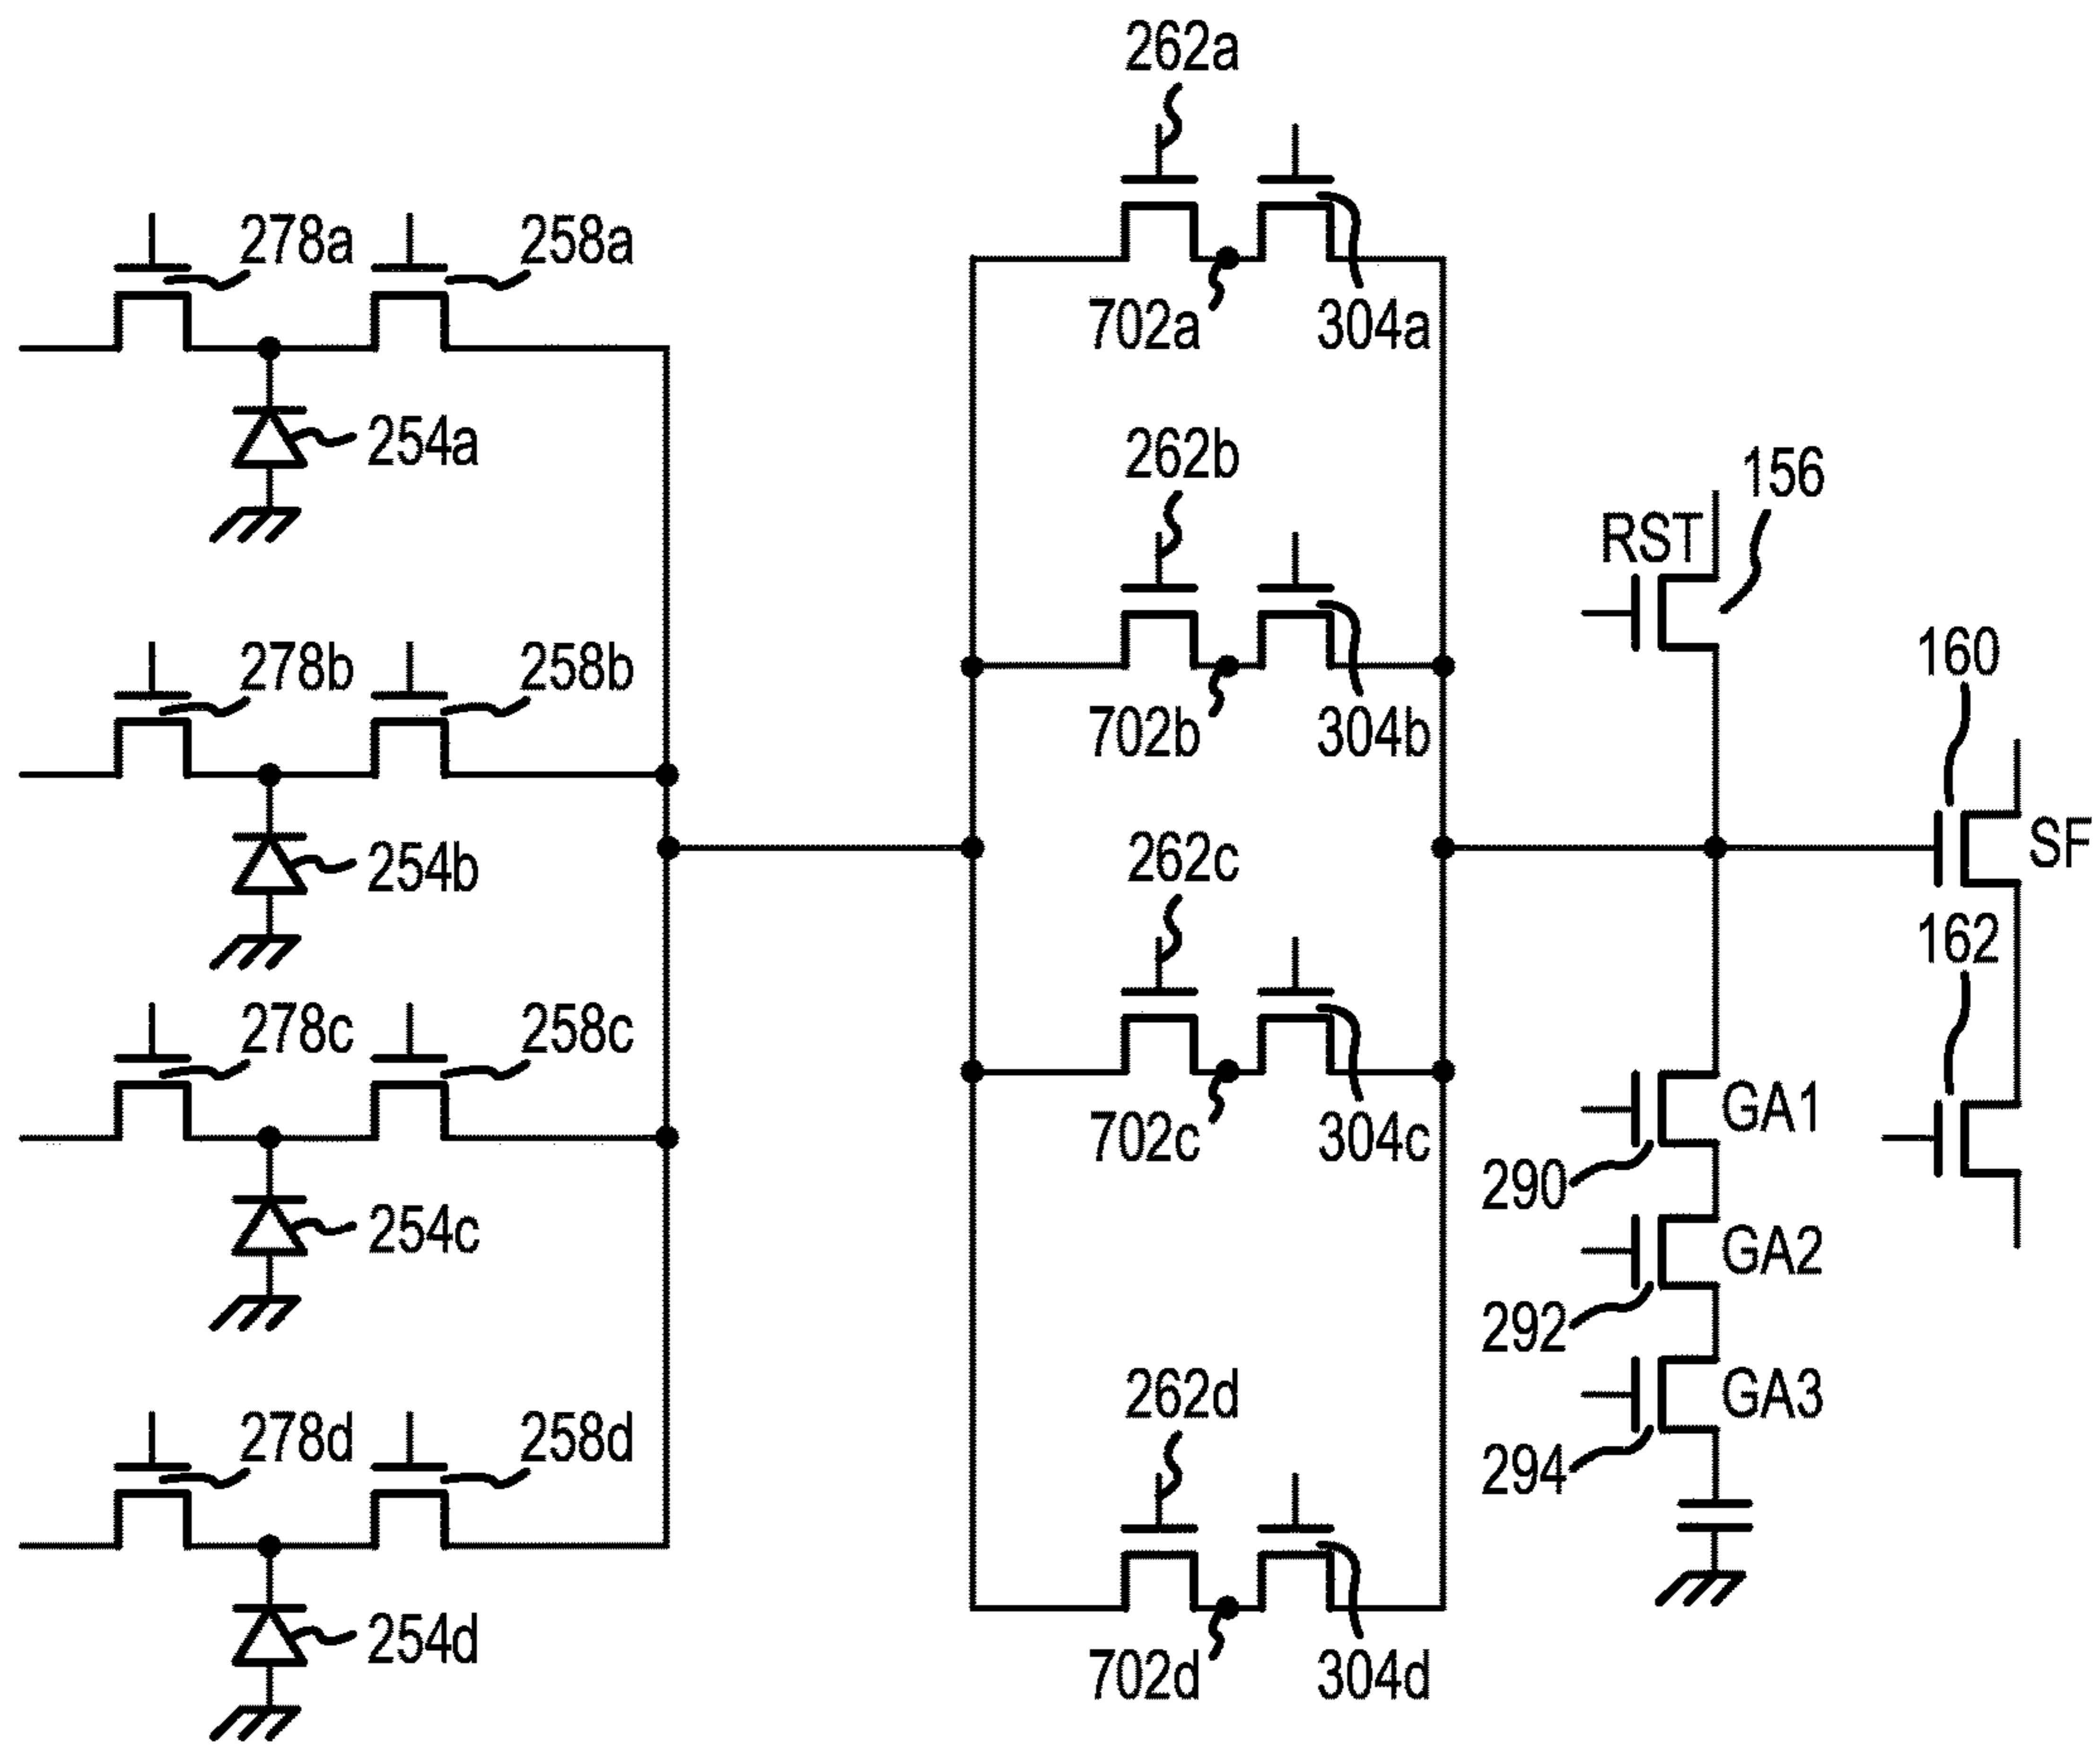 262a
278a
258a
702a
304a
254a
262b
156
RST
278b
258b
160
702b
304b
SF
254b
262c
162
278c
258c
GA1
702c
304c
290
254c
GA2
292
262d
GA3
278d
258d
294
254d
702d
304d